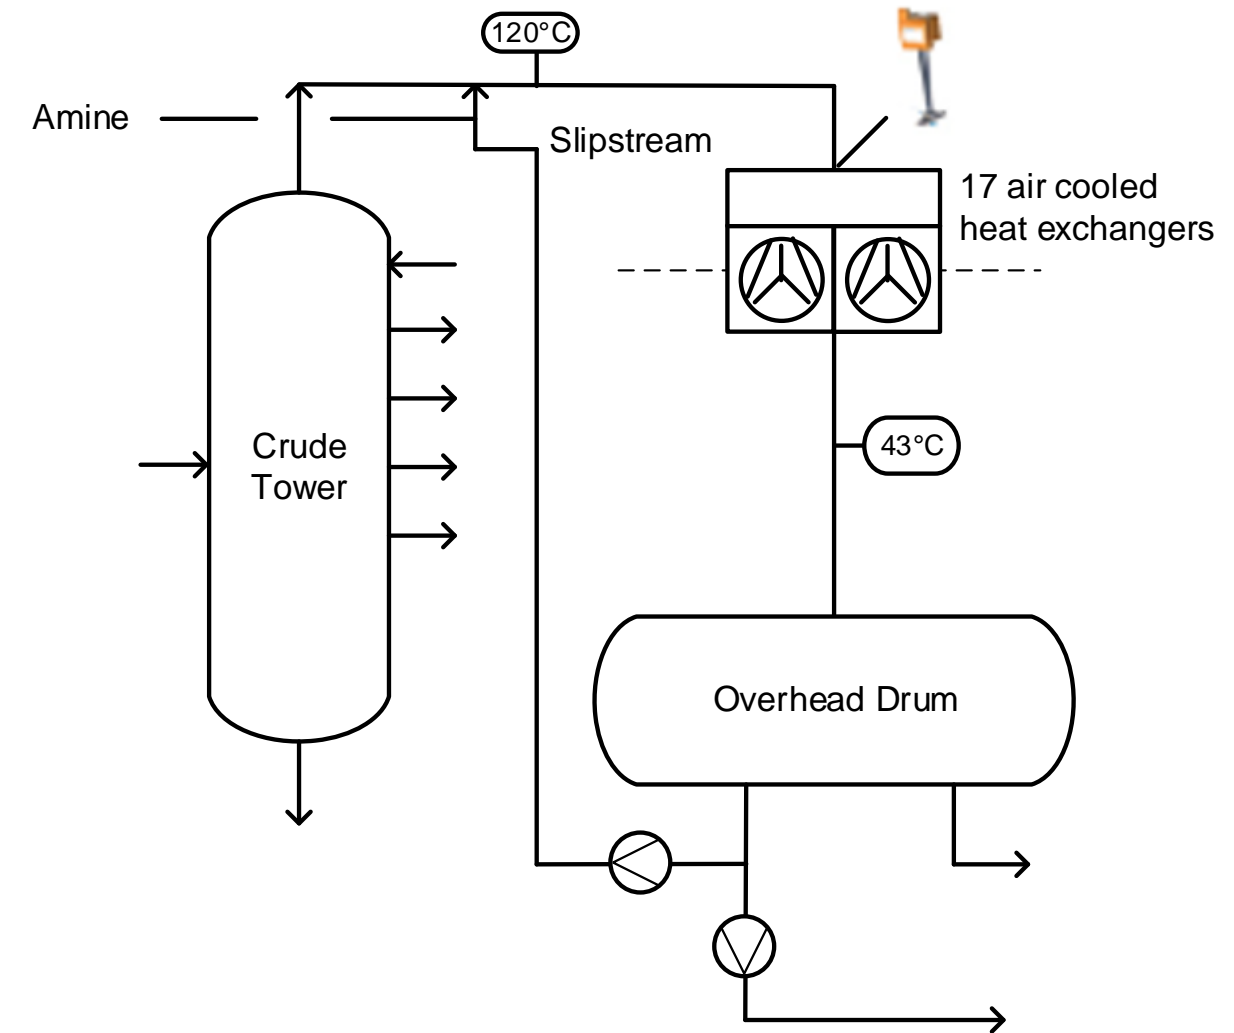 120°C
Amine
Slipstream
17 air cooled
heat exchangers
43°C
Crude
Tower
Overhead Drum